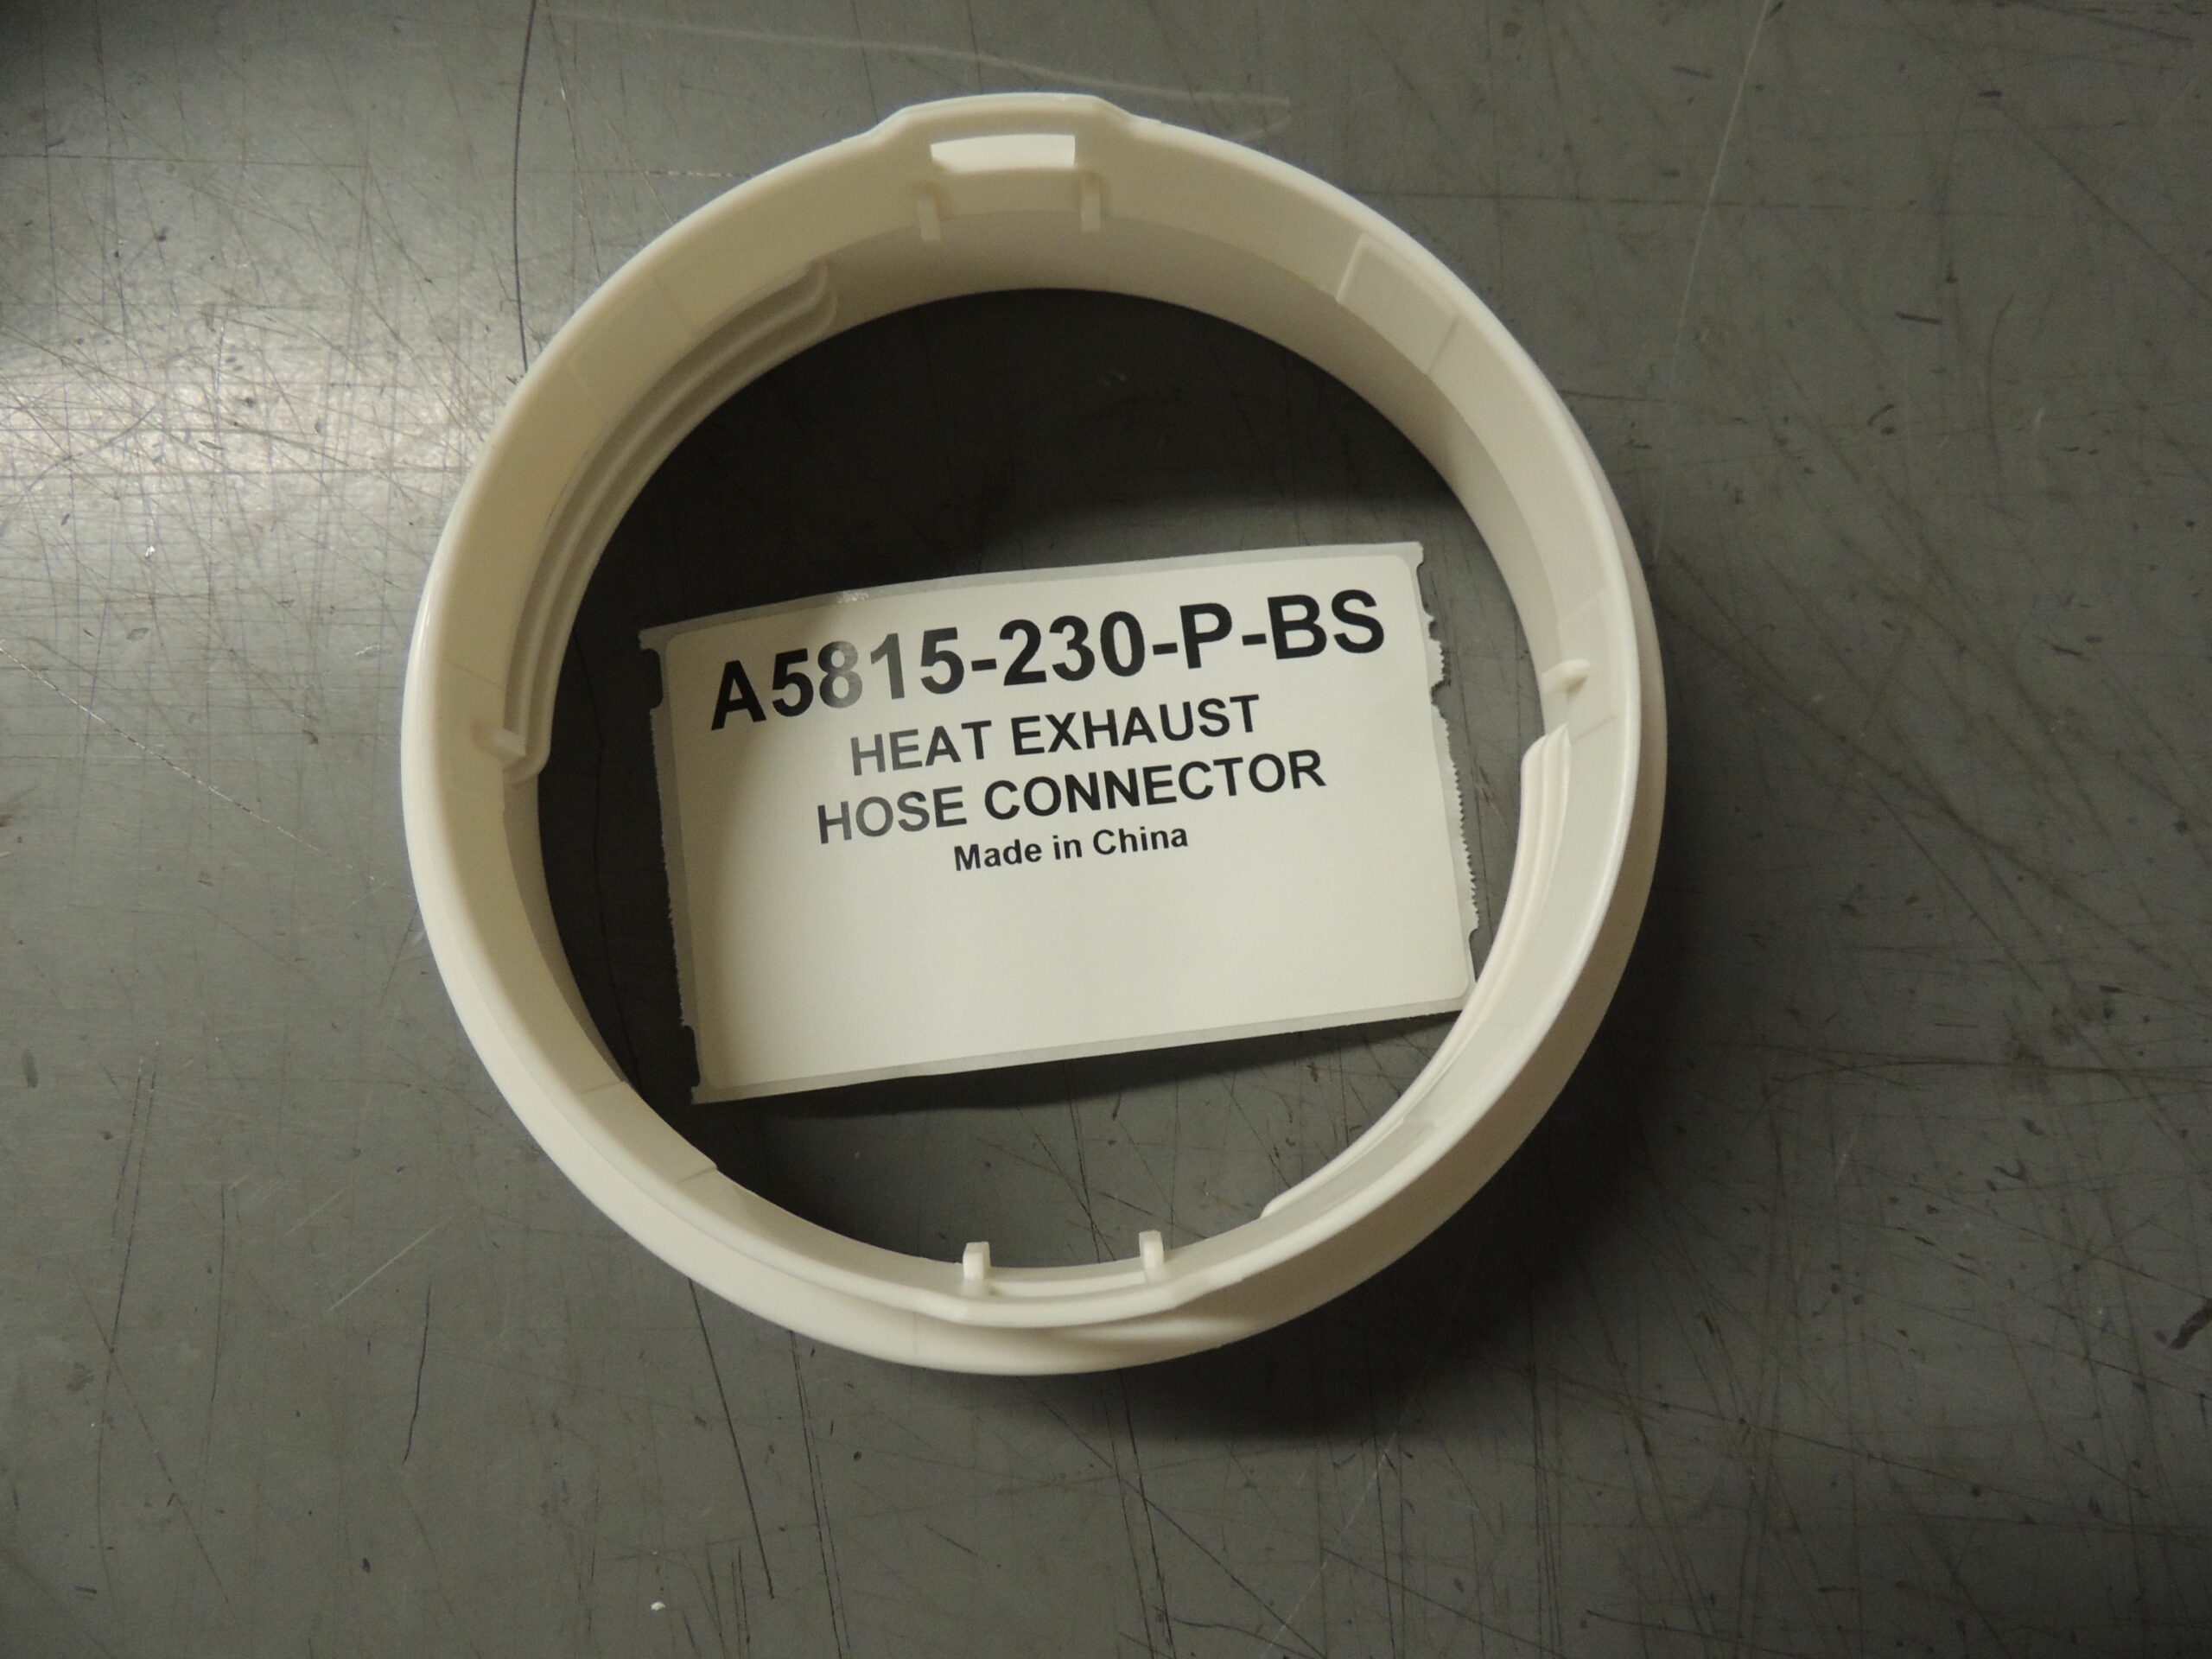 A5815-230-P-BS
HEAT EXHAUST
HOSE CONNECTOR
Made in China